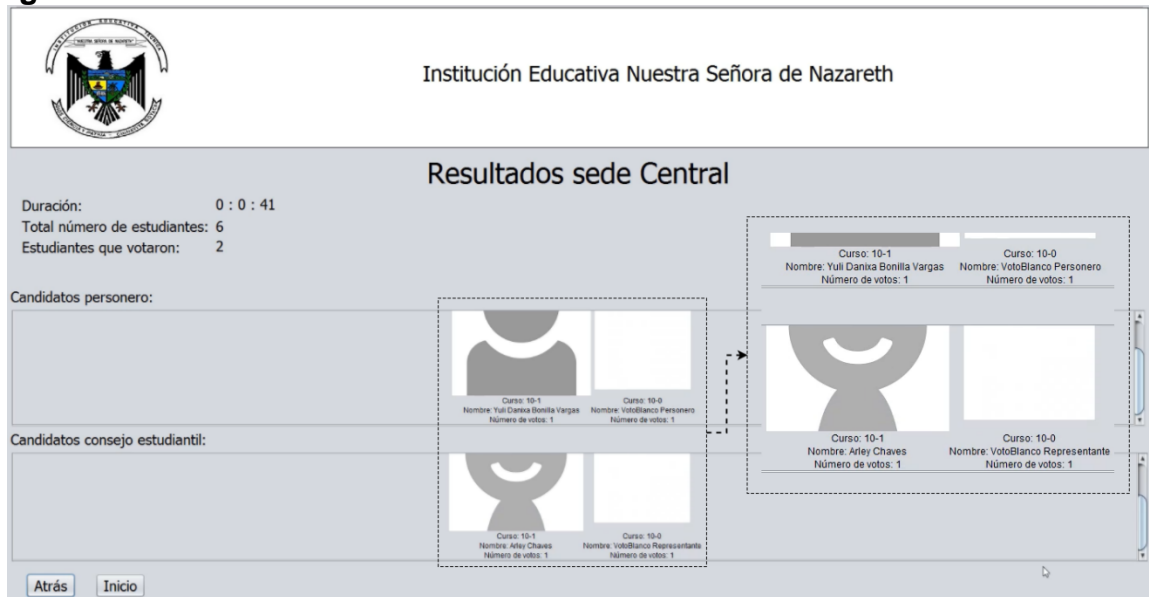 Institución Educativa Nuestra Señora de Nazareth
Resultados sede Central
Duración: 0 : 0 : 41
Total número de estudiantes: 6
Estudiantes que votaron: 2
Curso: 10-1 Curso: 10-0
Nombre: Yuli Danixa Bonilla Vargas Nombre: VotoBlanco Personero
Número de votos: 1 Número de votos: 1
Candidatos personero:
Curso: 10-1 Curso: 10-0
Nombre: Yuli Danixa Bonilla Vargas Nombre: VotoBlanco Personero
Número de votos: 1 Número de votos: 1
Curso: 10-1 Curso: 10-0
Nombre: Arley Chaves Nombre: VotoBlanco Representante
Número de votos: 1 Número de votos: 1
Candidatos consejo estudiantil:
Curso: 10-1 Curso: 10-0
Nombre: Arley Chaves Nombre: VotoBlanco Representante
Número de votos: 1 Número de votos: 1
Atrás Inicio